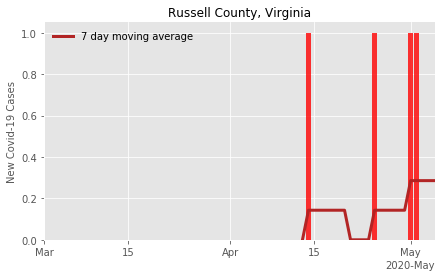 Russell County, Virginia
7 day moving average
New Covid-19 Cases
1.0
0.8
0.6
0.4
0.2
0.0
Mar
15
Apr
15
May
2020-May